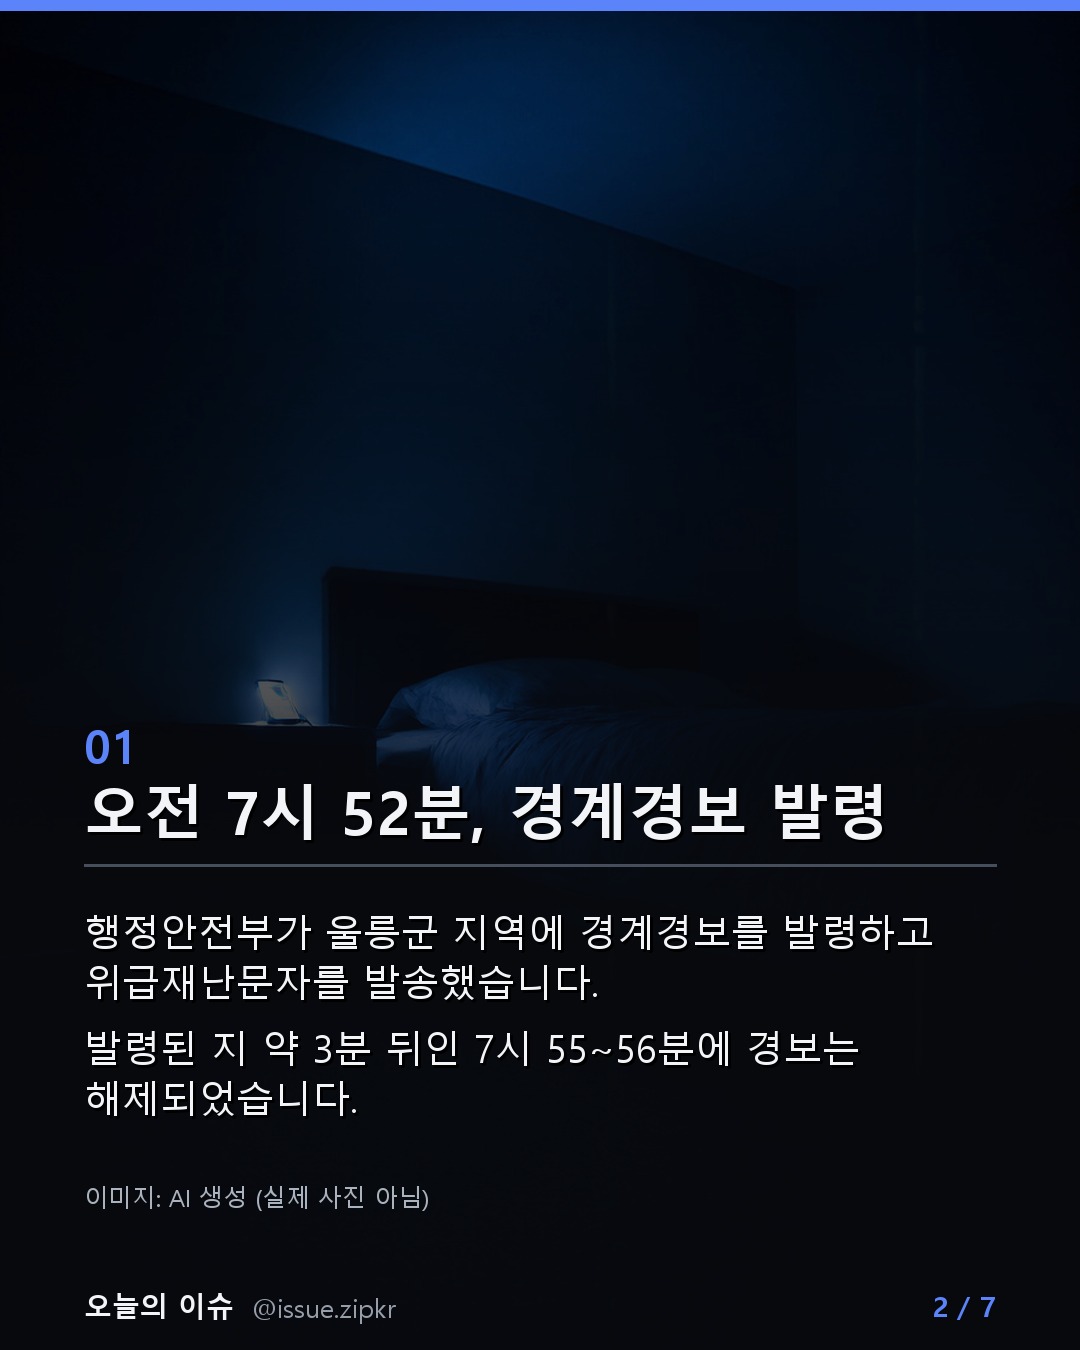 01
오전 7시 52분, 경계경보 발령
행정안전부가 울릉군 지역에 경계경보를 발령하고
위급재난문자를 발송했습니다.
발령된 지 약 3분 뒤인 7시 55~56분에 경보는
해제되었습니다.
이미지: AI 생성 (실제 사진 아님)
오늘의 이슈 @issue.zipkr
2 / 7